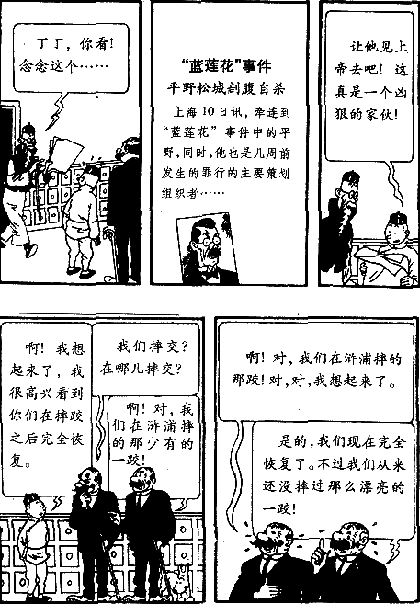 丁丁，你看！
念念这个……
“蓝莲花”事件
平野松城剖腹自杀
上海10日讯，牵连到
“蓝莲花”事件中的平
野，同时，他也是几周前
发生的罪行的主要策划
组织者……
让他见上
帝去吧！这
真是一个凶
狠的家伙！
啊！我想
起来了，我
很高兴看到
你们在摔跤
之后完全恢
复。
我们摔交？
在哪儿摔交？
啊！对，我
们在浒浦摔
的那少有的
一跤！
啊！对，我们在浒浦摔的
那跤！对，对，我想起来了。
是的，我们现在完全
恢复了。不过我们从来
还没摔过那么漂亮的
一跤！